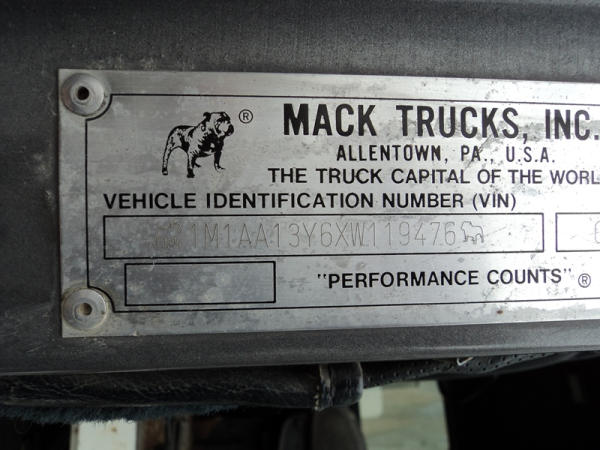 ®
MACK TRUCKS, INC.
ALLENTOWN, PA., U.S.A.
THE TRUCK CAPITAL OF THE WORL
VEHICLE IDENTIFICATION NUMBER (VIN)
1M1AA13Y6XW119476
"PERFORMANCE COUNTS"®